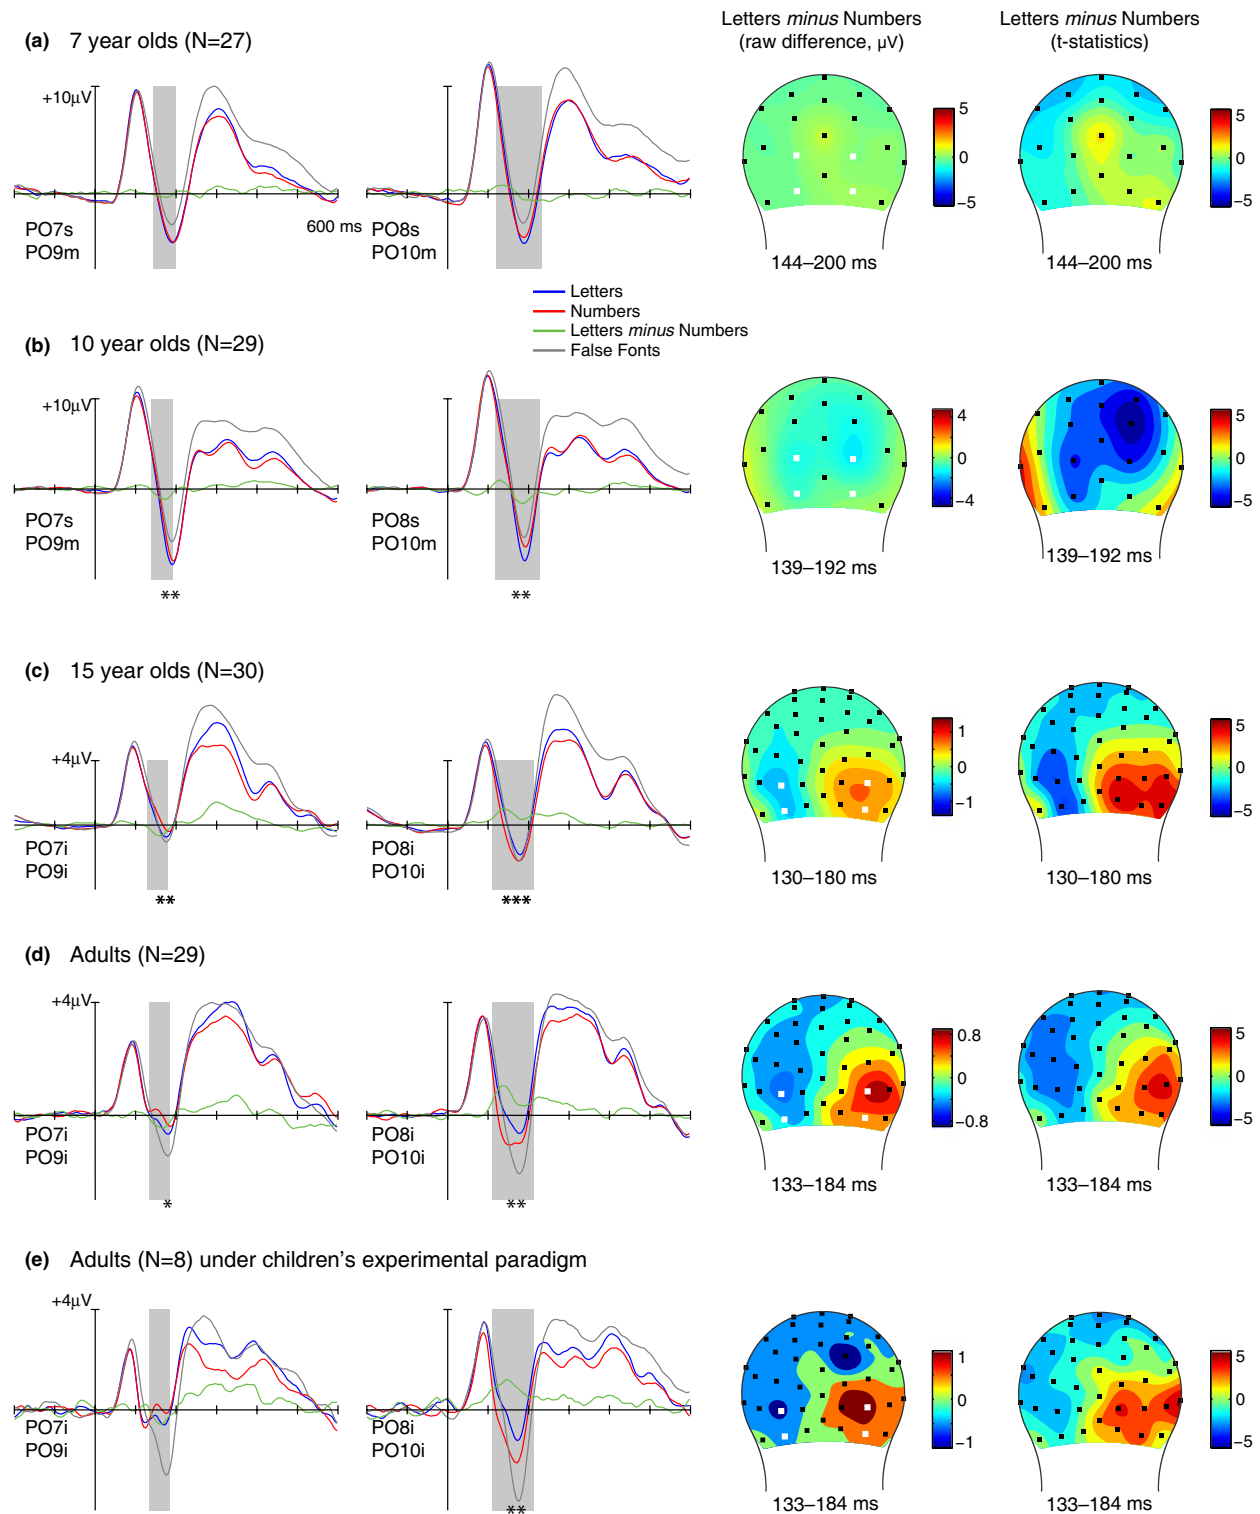 Letters minus Numbers
(raw difference, µV)
Letters minus Numbers
(t-statistics)
(a) 7 year olds (N=27)
+10µV
600 ms
PO7s
PO9m
PO8s
PO10m
5
0
−5
5
0
−5
144–200 ms
144–200 ms
Letters
Numbers
Letters minus Numbers
False Fonts
(b) 10 year olds (N=29)
+10µV
PO7s
PO9m
**
PO8s
PO10m
**
4
0
−4
5
0
−5
139–192 ms
139–192 ms
(c) 15 year olds (N=30)
+4µV
PO7i
PO9i
**
PO8i
PO10i
***
1
0
−1
5
0
−5
130–180 ms
130–180 ms
(d) Adults (N=29)
+4µV
PO7i
PO9i
*
PO8i
PO10i
**
0.8
0
−0.8
5
0
−5
133–184 ms
133–184 ms
(e) Adults (N=8) under children’s experimental paradigm
+4µV
PO7i
PO9i
PO8i
PO10i
**
1
0
−1
5
0
−5
133–184 ms
133–184 ms